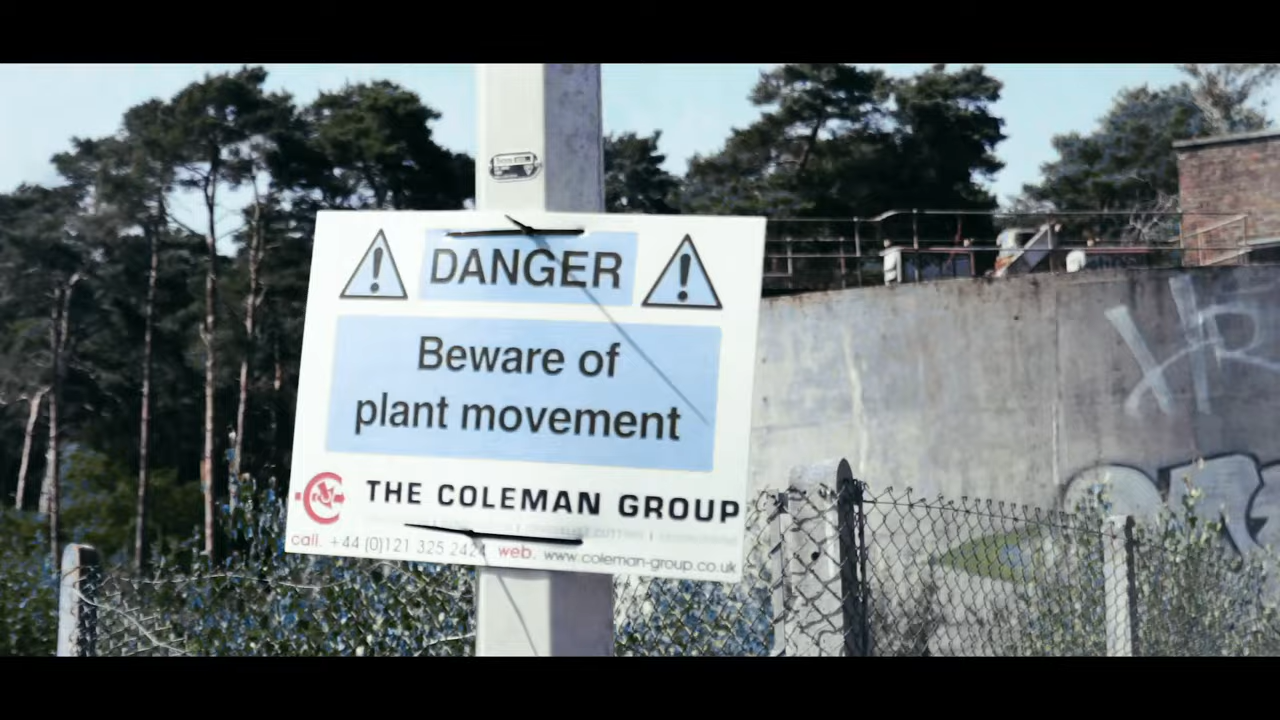 DANGER
Beware of
plant movement
THE COLEMAN GROUP
call. +44 (0)121 325 2424 web. www.coleman-group.co.uk